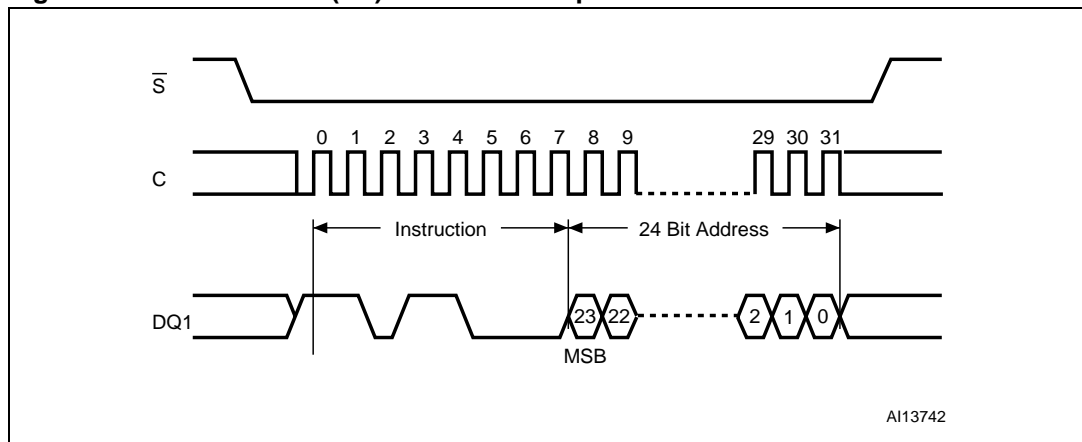 S
0 1 2 3 4 5 6 7 8 9 29 30 31
C
Instruction 24 Bit Address
DQ1 23 22 2 1 0
MSB
AI13742